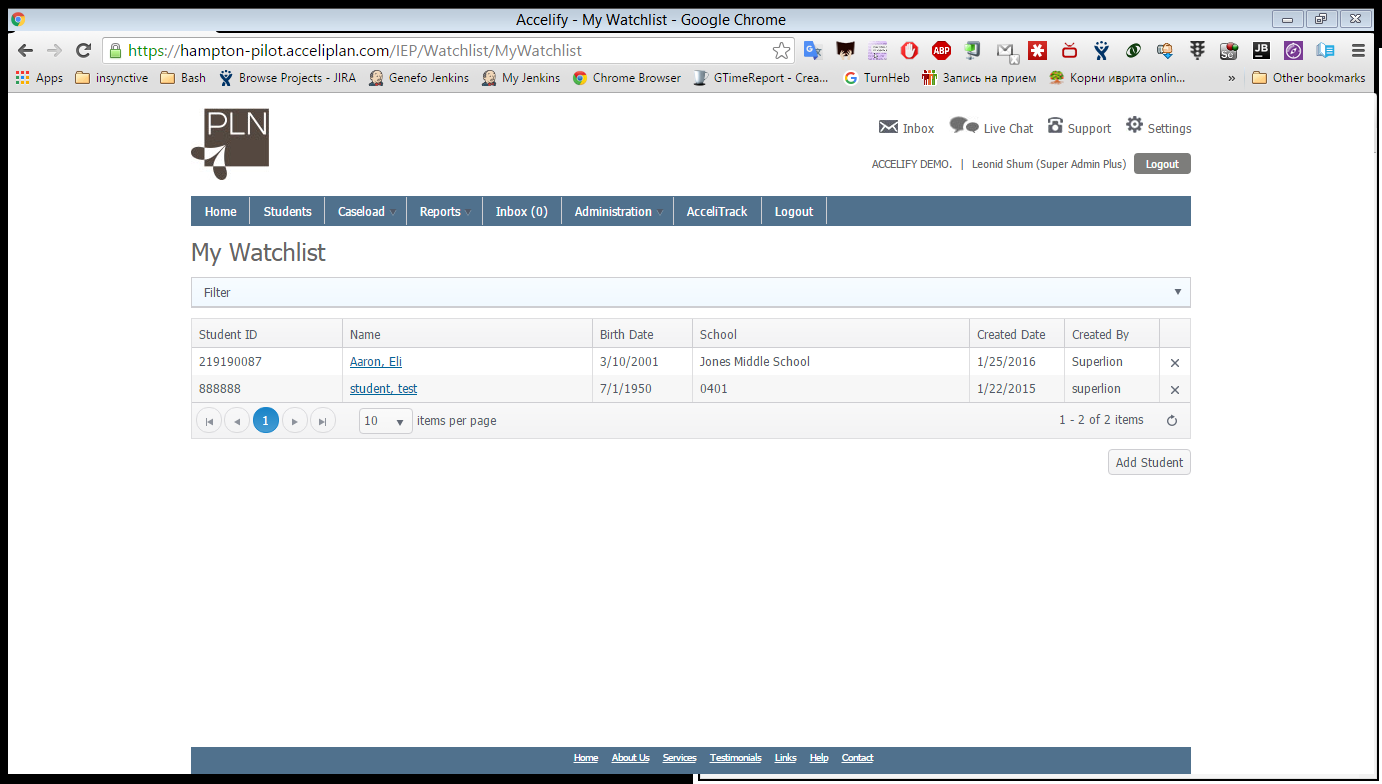 Accelify - My Watchlist - Google Chrome
https://hampton-pilot.acceliplan.com/IEP/Watchlist/MyWatchlist
Apps insynctive Bash Browse Projects - JIRA Genefo Jenkins My Jenkins Chrome Browser GTimeReport - Crea... TurnHeb Запись на прием Корни иврита onlin... » Other bookmarks
PLN
Inbox Live Chat Support Settings
ACCELIFY DEMO. | Leonid Shum (Super Admin Plus) Logout
Home Students Caseload Reports Inbox (0) Administration AcceliTrack Logout
My Watchlist
Filter
Student ID Name Birth Date School Created Date Created By
219190087 Aaron, Eli 3/10/2001 Jones Middle School 1/25/2016 Superlion
888888 student, test 7/1/1950 0401 1/22/2015 superlion
1 10 items per page 1 - 2 of 2 items
Add Student
Home About Us Services Testimonials Links Help Contact